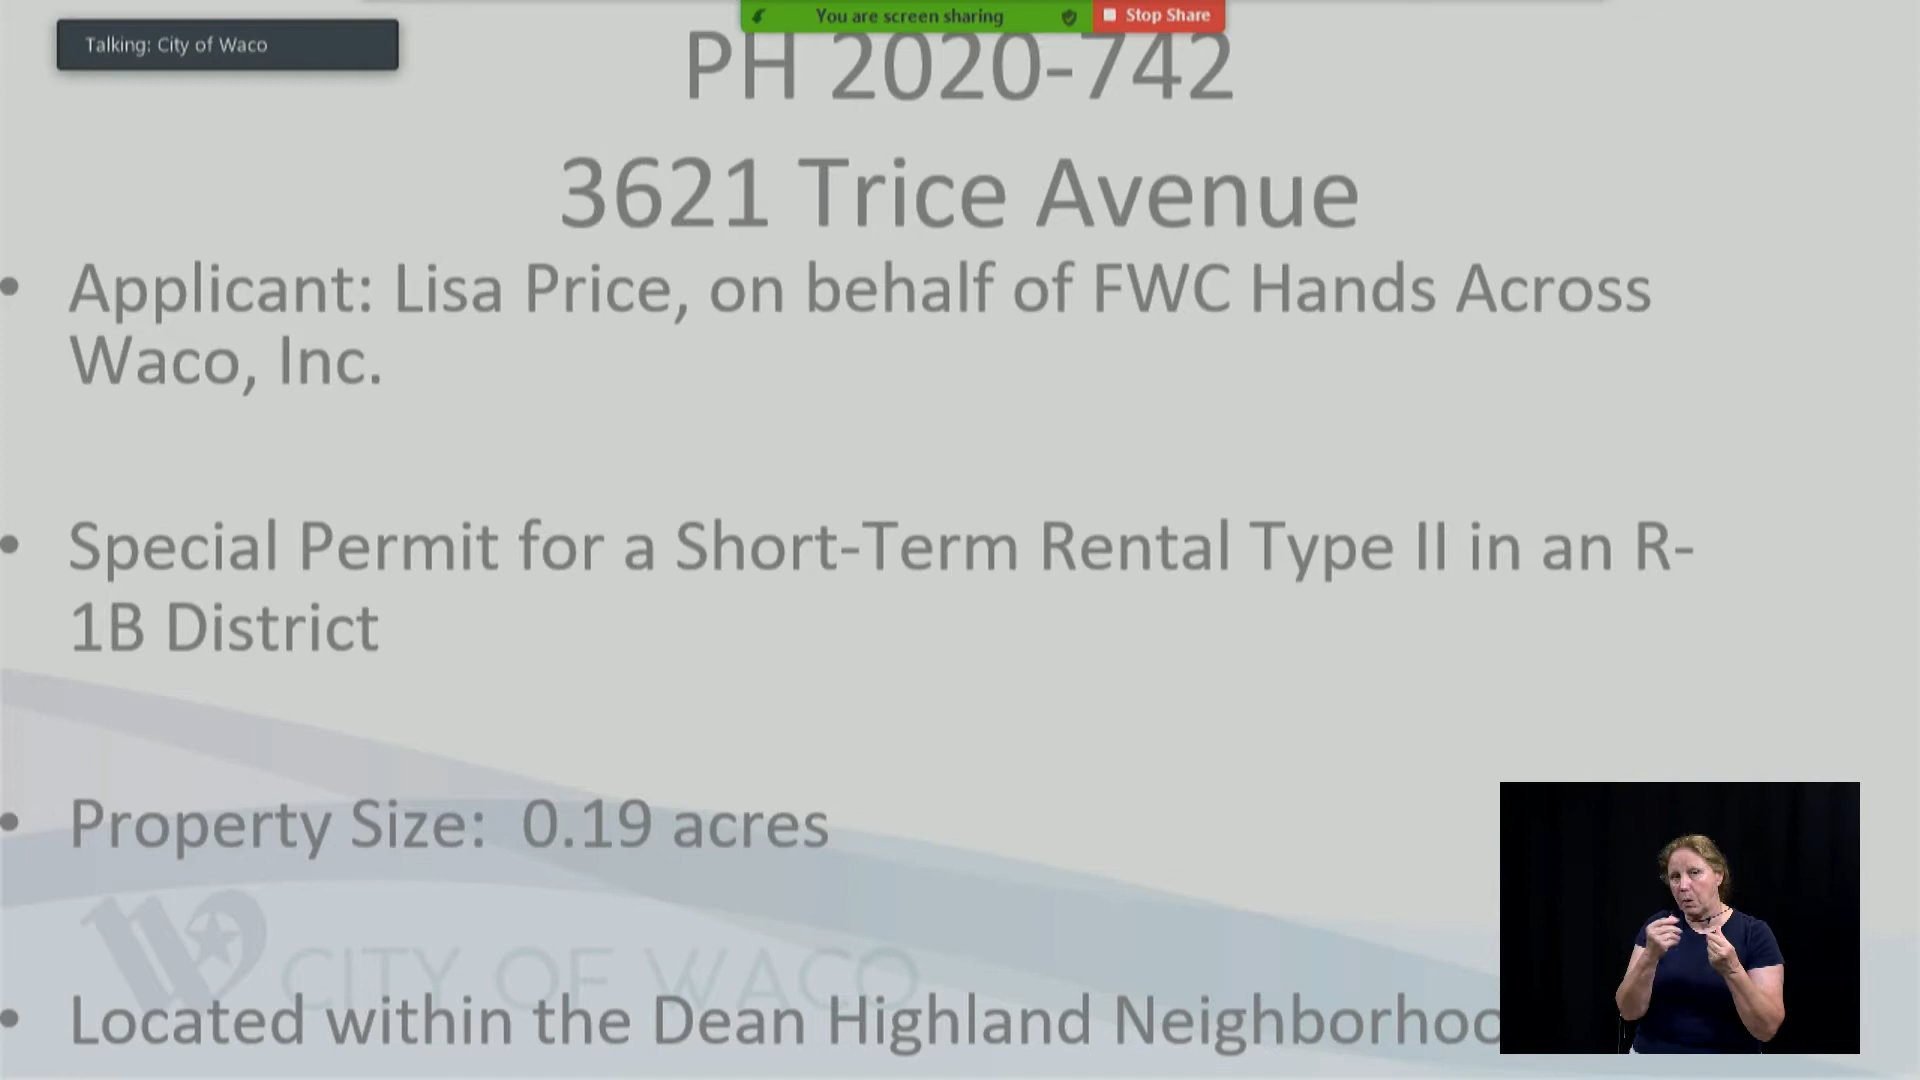 You are screen sharing
Stop Share
Talking: City of Waco
PH 2020-742
3621 Trice Avenue
• Applicant: Lisa Price, on behalf of FWC Hands Across
Waco, Inc.
• Special Permit for a Short-Term Rental Type II in an R-
1B District
• Property Size: 0.19 acres
CITY OF WACO
• Located within the Dean Highland